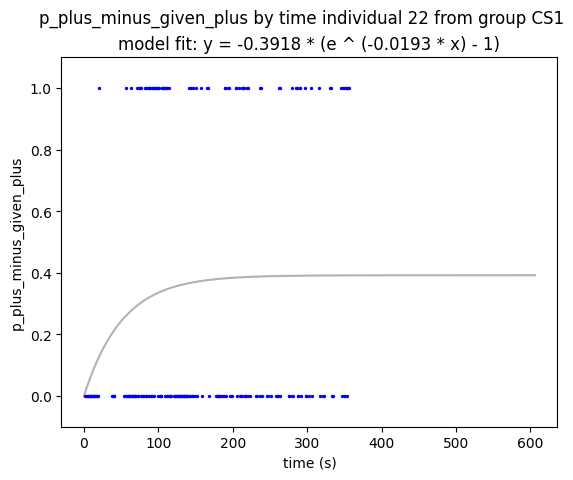 p_plus_minus_given_plus by time individual 22 from group CS1
model fit: y = -0.3918 * (e ^ (-0.0193 * x) - 1)
p_plus_minus_given_plus
1.0
0.8
0.6
0.4
0.2
0.0
0 100 200 300 400 500 600
time (s)